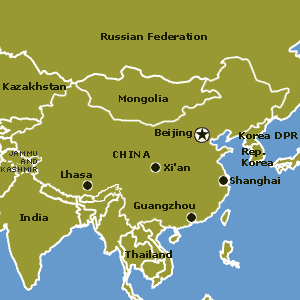 Russian Federation
Kazakhstan
Mongolia
Beijing
Korea DPR
Rep.
Korea
JAMMU
AND
KASHMIR
CHINA
Xi'an
Lhasa
Shanghai
Guangzhou
India
Thailand